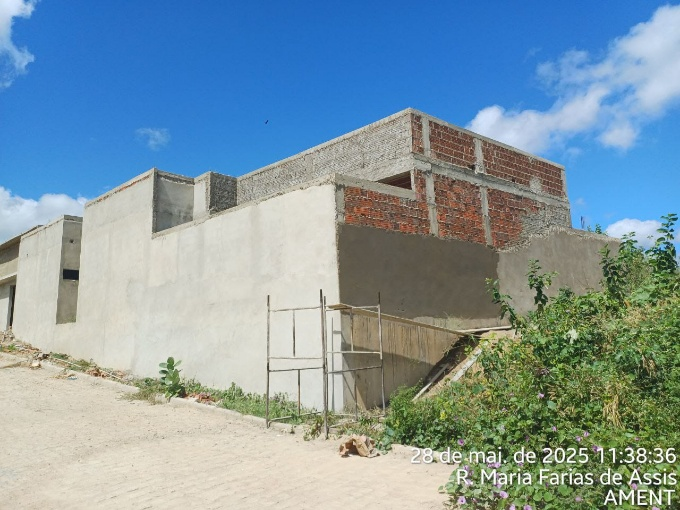 28 de mai. de 2025 11:38:36
R. Maria Farias de Assis
AMENT